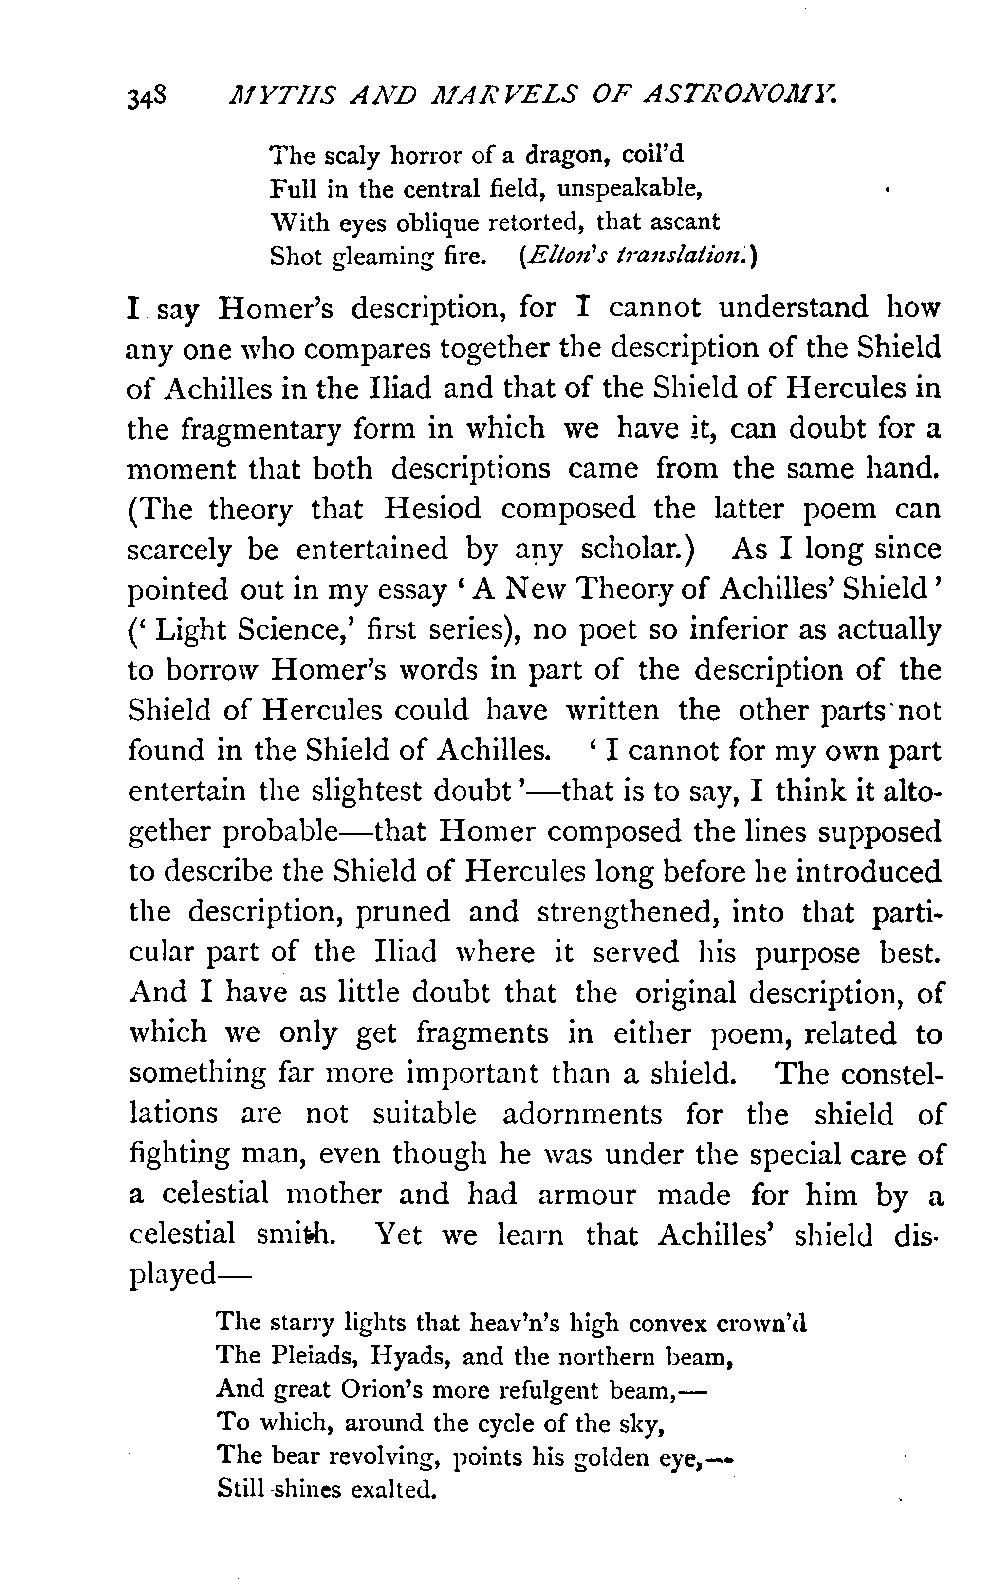 348 MYTHS AND MARVELS OF ASTRONOMY.
The scaly horror of a dragon, coil'd
Full in the central field, unspeakable,
With eyes oblique retorted, that ascant
Shot gleaming fire. (Elton's translation.)
I say Homer's description, for I cannot understand how
any one who compares together the description of the Shield
of Achilles in the Iliad and that of the Shield of Hercules in
the fragmentary form in which we have it, can doubt for a
moment that both descriptions came from the same hand.
(The theory that Hesiod composed the latter poem can
scarcely be entertained by any scholar.) As I long since
pointed out in my essay ‘ A New Theory of Achilles’ Shield ’
(‘ Light Science,’ first series), no poet so inferior as actually
to borrow Homer's words in part of the description of the
Shield of Hercules could have written the other parts not
found in the Shield of Achilles. ‘ I cannot for my own part
entertain the slightest doubt ’—that is to say, I think it alto-
gether probable—that Homer composed the lines supposed
to describe the Shield of Hercules long before he introduced
the description, pruned and strengthened, into that parti-
cular part of the Iliad where it served his purpose best.
And I have as little doubt that the original description, of
which we only get fragments in either poem, related to
something far more important than a shield. The constel-
lations are not suitable adornments for the shield of
fighting man, even though he was under the special care of
a celestial mother and had armour made for him by a
celestial smith. Yet we learn that Achilles’ shield dis-
played—
The starry lights that heav'n's high convex crown'd
The Pleiads, Hyads, and the northern beam,
And great Orion's more refulgent beam,—
To which, around the cycle of the sky,
The bear revolving, points his golden eye,—
Still shines exalted.